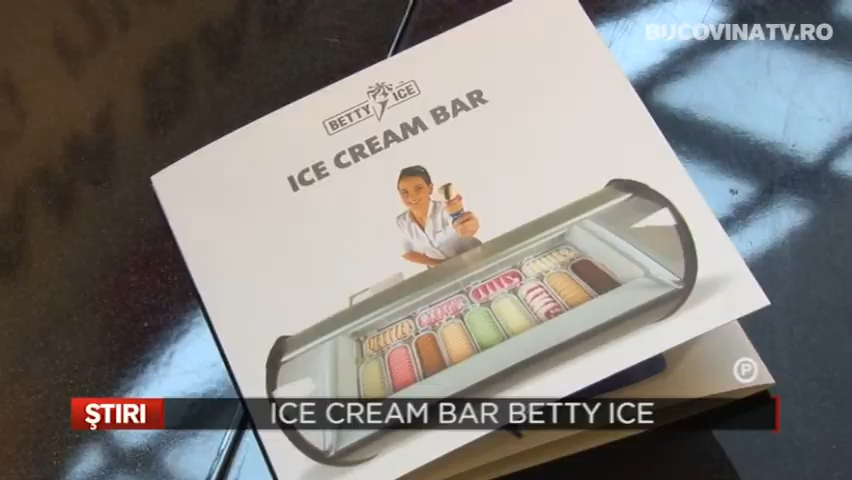 BUCOVINATV.RO
BETTY ICE
ICE CREAM BAR
P
ŞTIRI
ICE CREAM BAR BETTY ICE